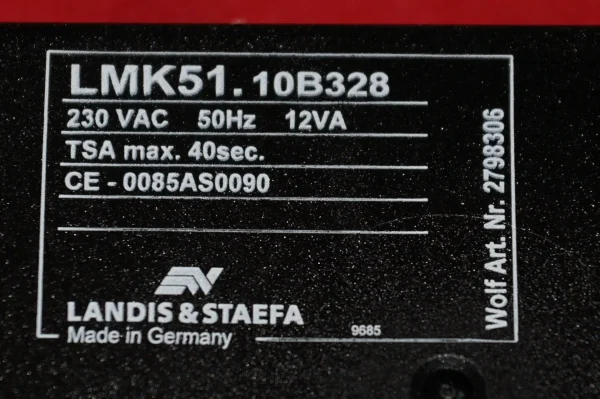 LMK51.10B328
230 VAC 50Hz 12VA
TSA max. 40sec.
CE - 0085AS0090
LANDIS & STAEFA
Made in Germany
9685
Wolf Art. Nr. 2798306